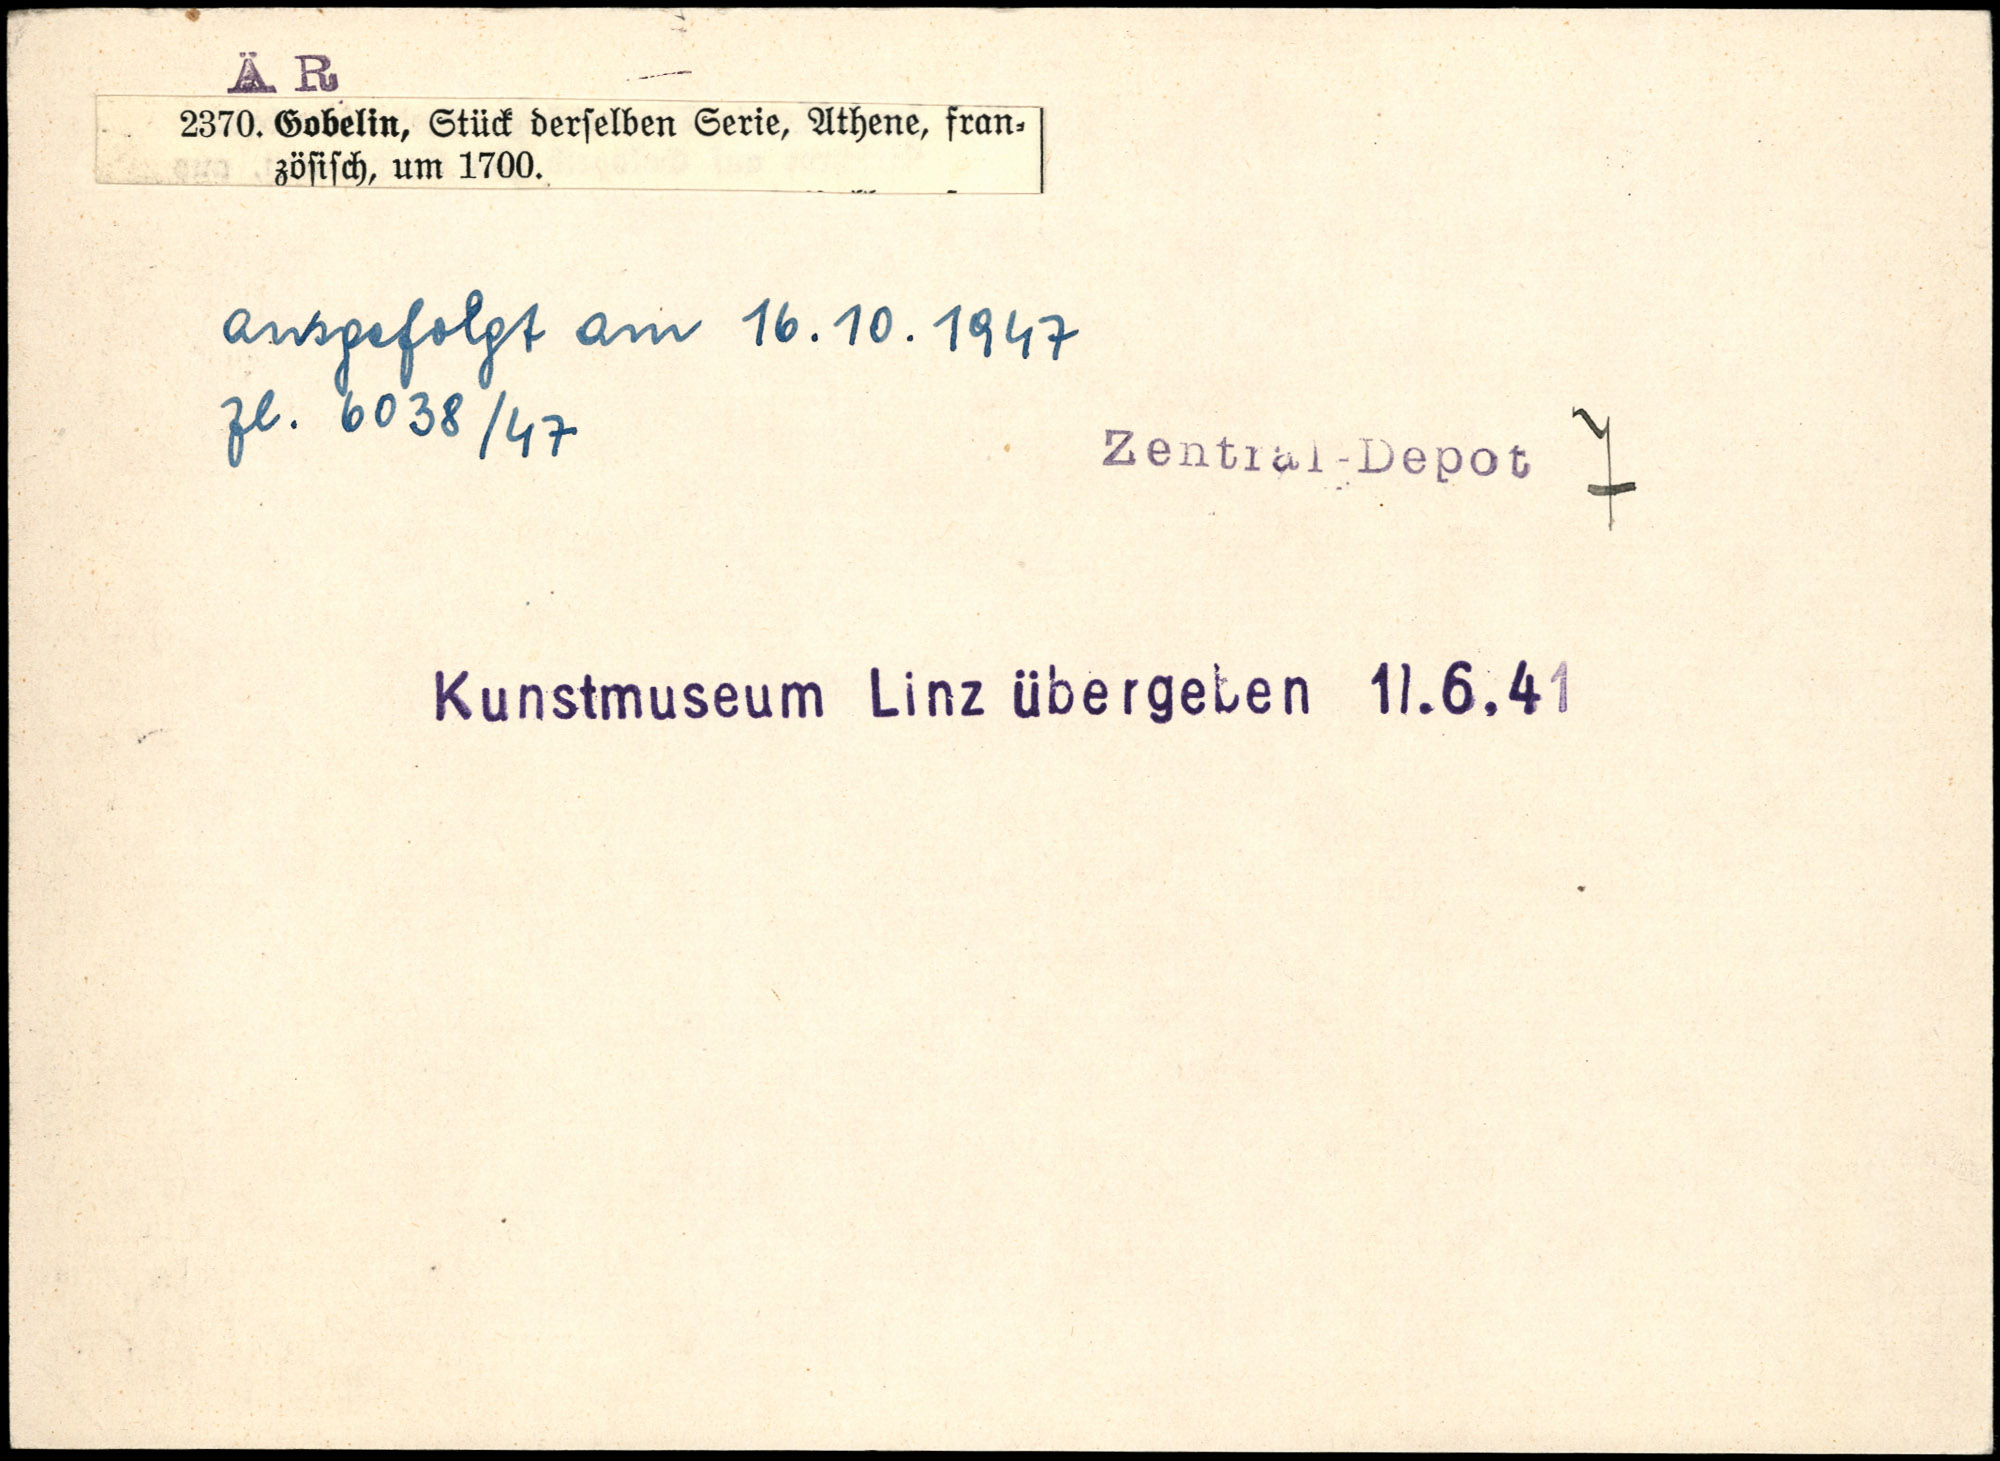 ÄR
2370. Gobelin, Stück derselben Serie, Athene, fran-
zösisch, um 1700.
ausgefolgt am 16.10.1947
Zl. 6038/47
Zentral-Depot
Kunstmuseum Linz übergeben 11.6.41